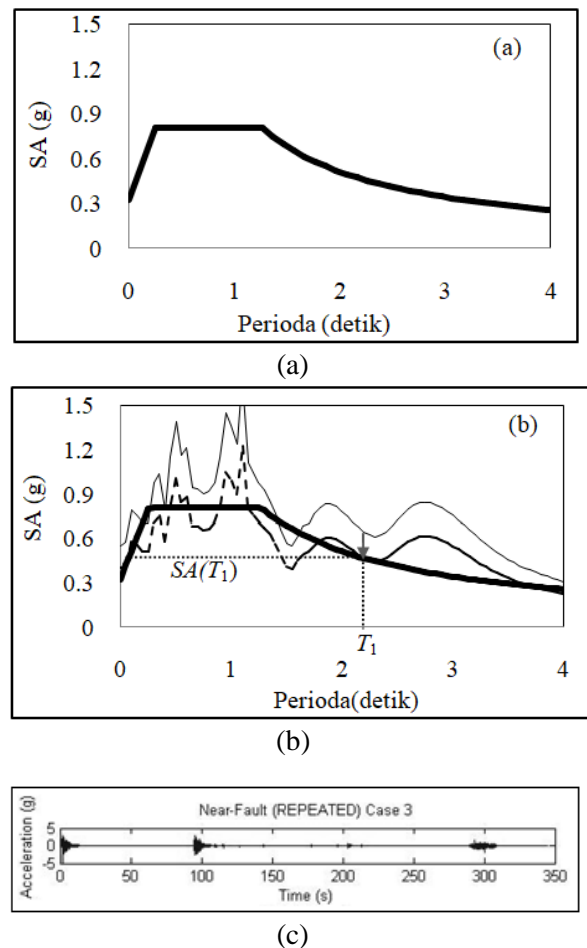 (a)
1.5
1.2
0.9
0.6
0.3
0
SA (g)
0 1 2 3 4
Perioda (detik)
(a)
(b)
1.5
1.2
0.9
0.6
0.3
0
SA (g)
SA(T1)
T1
0 1 2 3 4
Perioda(detik)
(b)
Near-Fault (REPEATED) Case 3
Acceleration (g)
5
0
-5
0 50 100 150 200 250 300 350
Time (s)
(c)